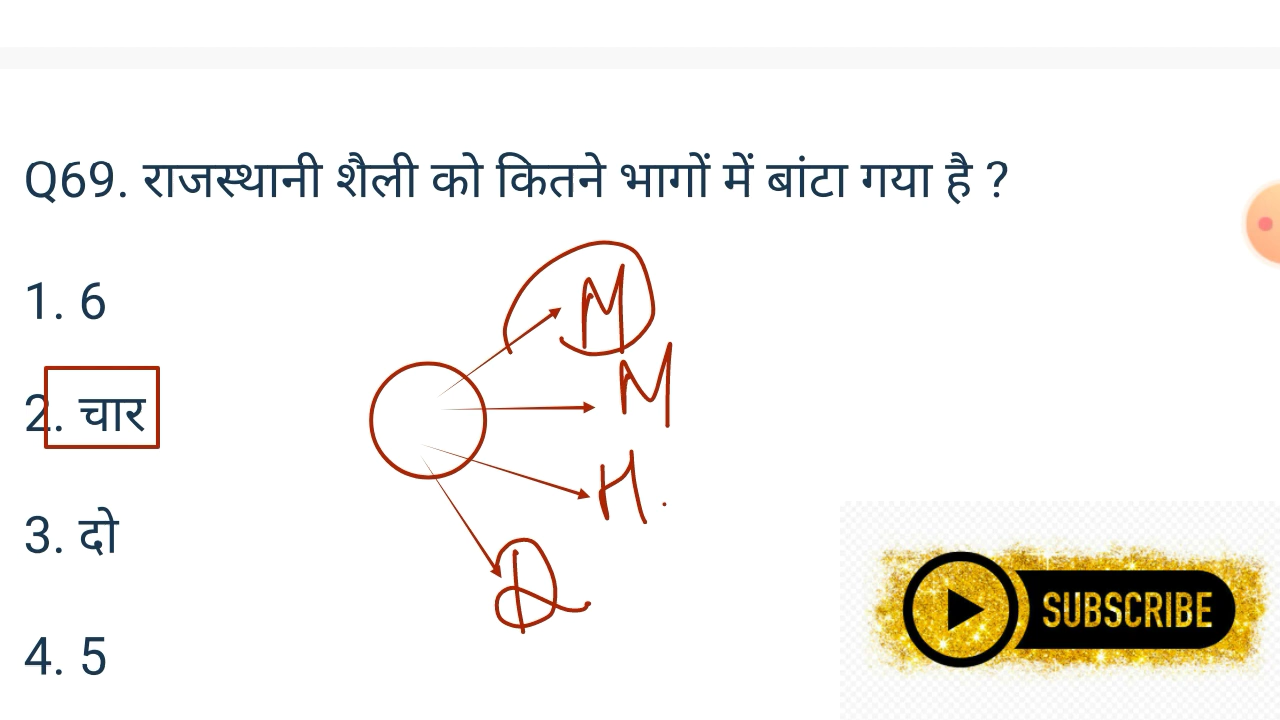 Q69. राजस्थानी शैली को कितने भागों में बांटा गया है ?
1. 6
M
M
2. चार
H.
3. दो
D
4. 5
SUBSCRIBE